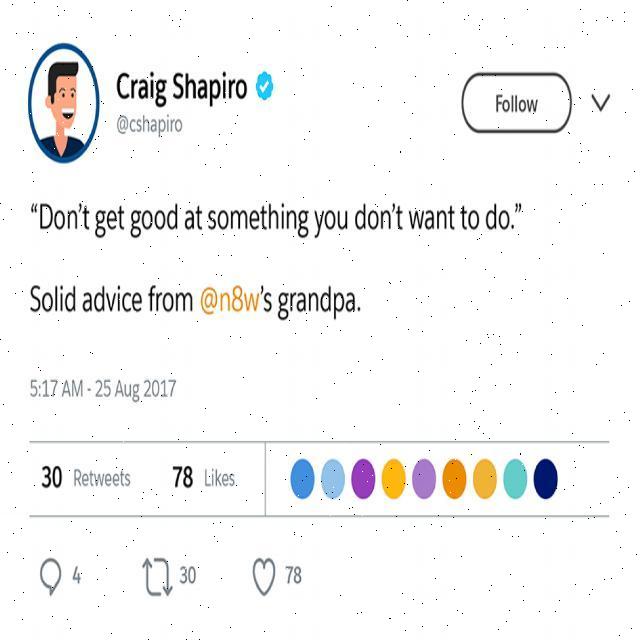 Craig Shapiro
@cshapiro
Follow
“Don’t get good at something you don’t want to do.”
Solid advice from @n8w’s grandpa.
5:17 AM - 25 Aug 2017
30 Retweets 78 Likes
4 30 78